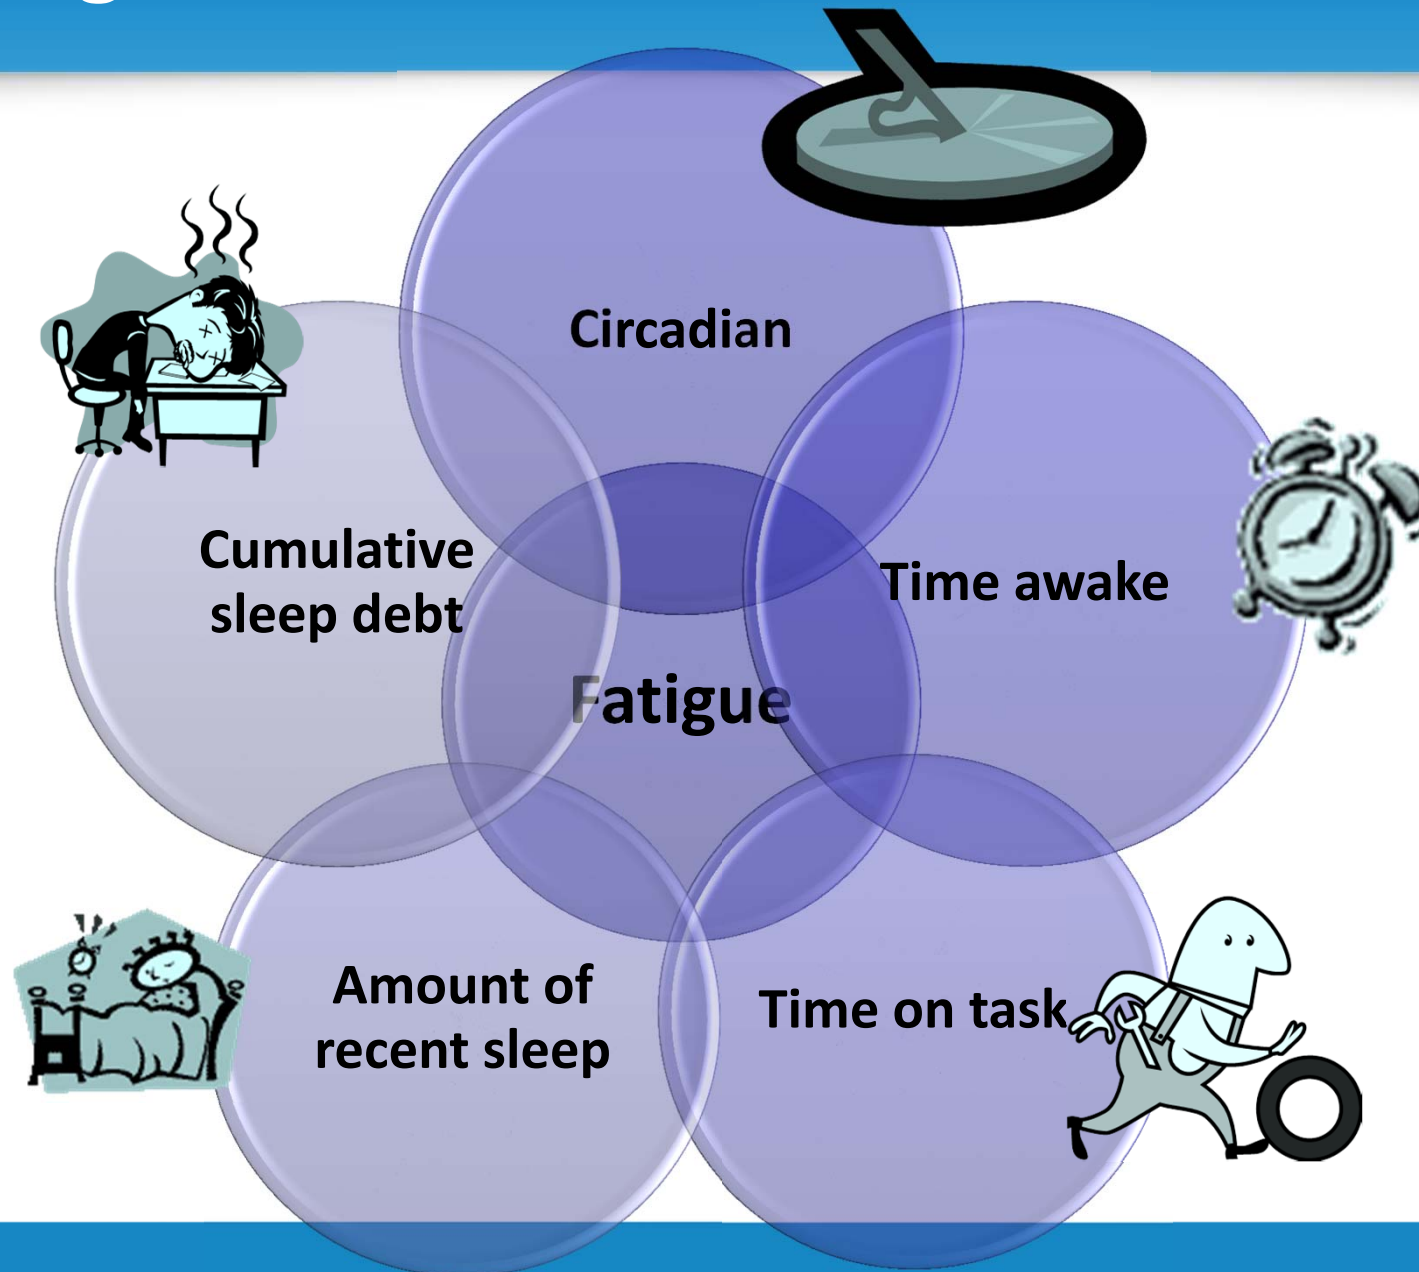 Circadian
Cumulative
sleep debt
Time awake
Fatigue
Amount of
recent sleep
Time on task